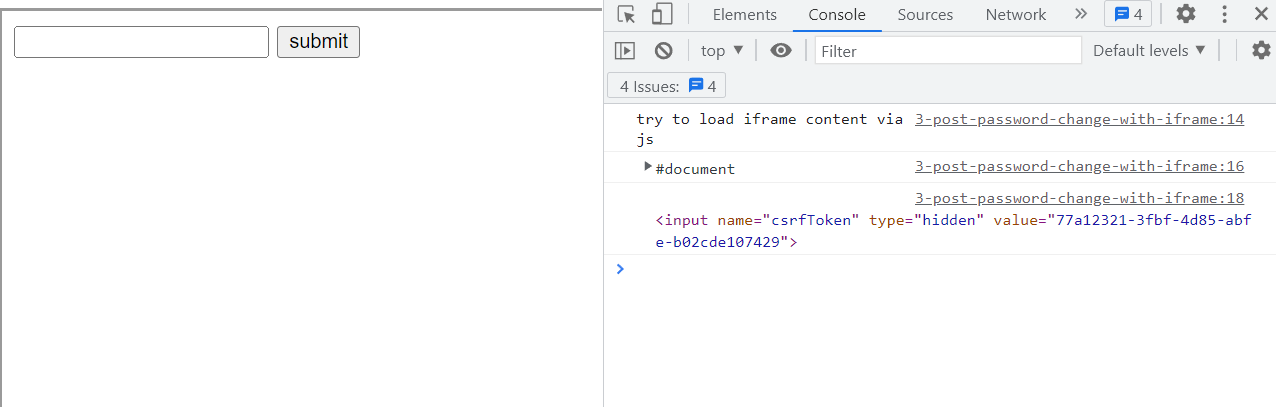 submit
Elements Console Sources Network 4
top Filter Default levels
4 Issues: 4
try to load iframe content via 3-post-password-change-with-iframe:14
js
#document 3-post-password-change-with-iframe:16
3-post-password-change-with-iframe:18
<input name="csrfToken" type="hidden" value="77a12321-3fbf-4d85-abf
e-b02cde107429">